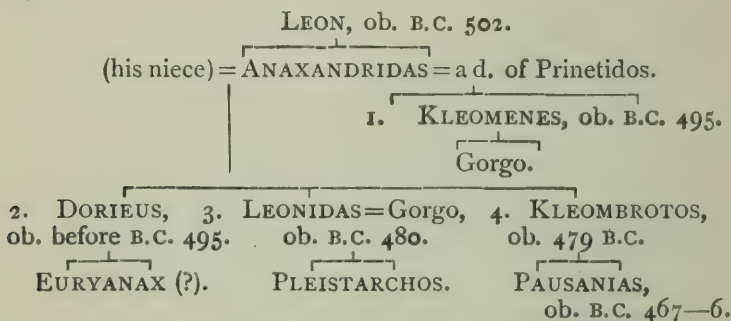 LEON, ob. B.C. 502.
(his niece) = ANAXANDRIDAS = a d. of Prinetidos.
1. KLEOMENES, ob. B.C. 495.
Gorgo.
2. DORIEUS, 3. LEONIDAS=Gorgo, 4. KLEOMBROTOS,
ob. before B.C. 495. ob. B.C. 480. ob. 479 B.C.
EURYANAX (?). PLEISTARCHOS. PAUSANIAS,
ob. B.C. 467—6.